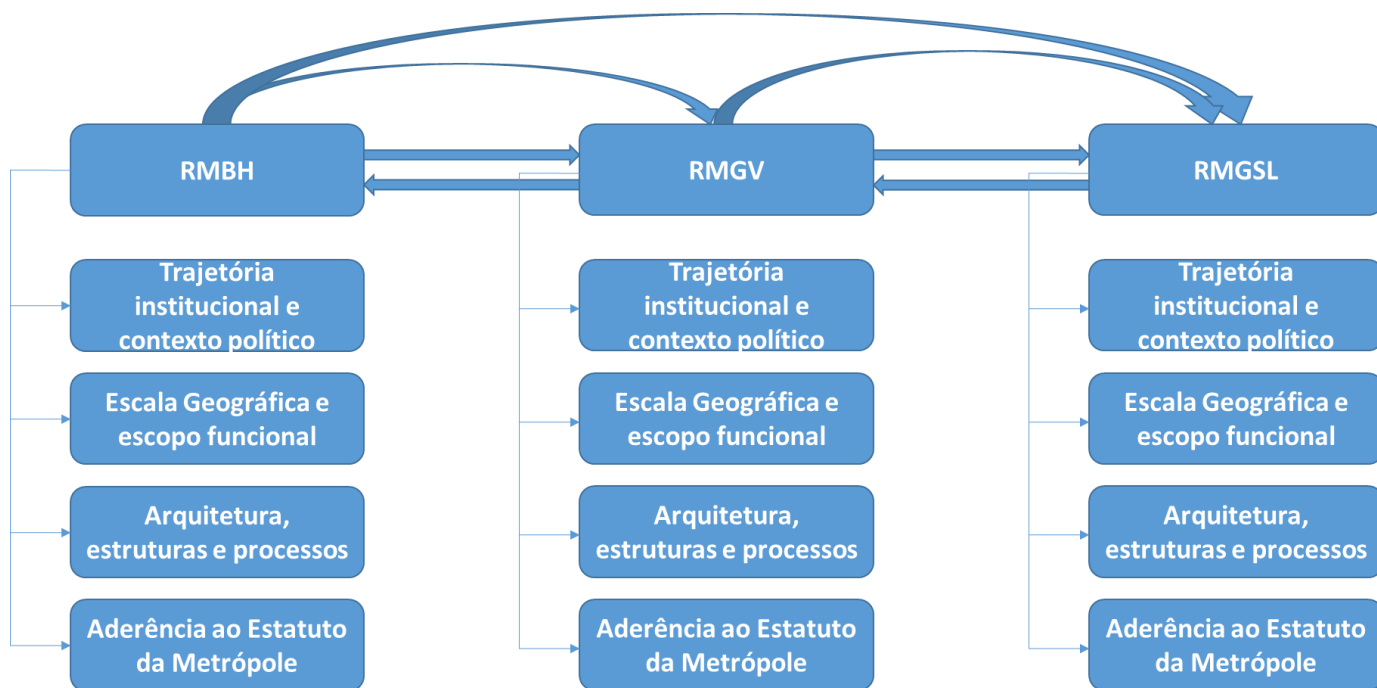 RMBH
RMGV
RMGSL
Trajetória
institucional e
contexto político
Trajetória
institucional e
contexto político
Trajetória
institucional e
contexto político
Escala Geográfica e
escopo funcional
Escala Geográfica e
escopo funcional
Escala Geográfica e
escopo funcional
Arquitetura,
estruturas e processos
Arquitetura,
estruturas e processos
Arquitetura,
estruturas e processos
Aderência ao Estatuto
da Metrópole
Aderência ao Estatuto
da Metrópole
Aderência ao Estatuto
da Metrópole